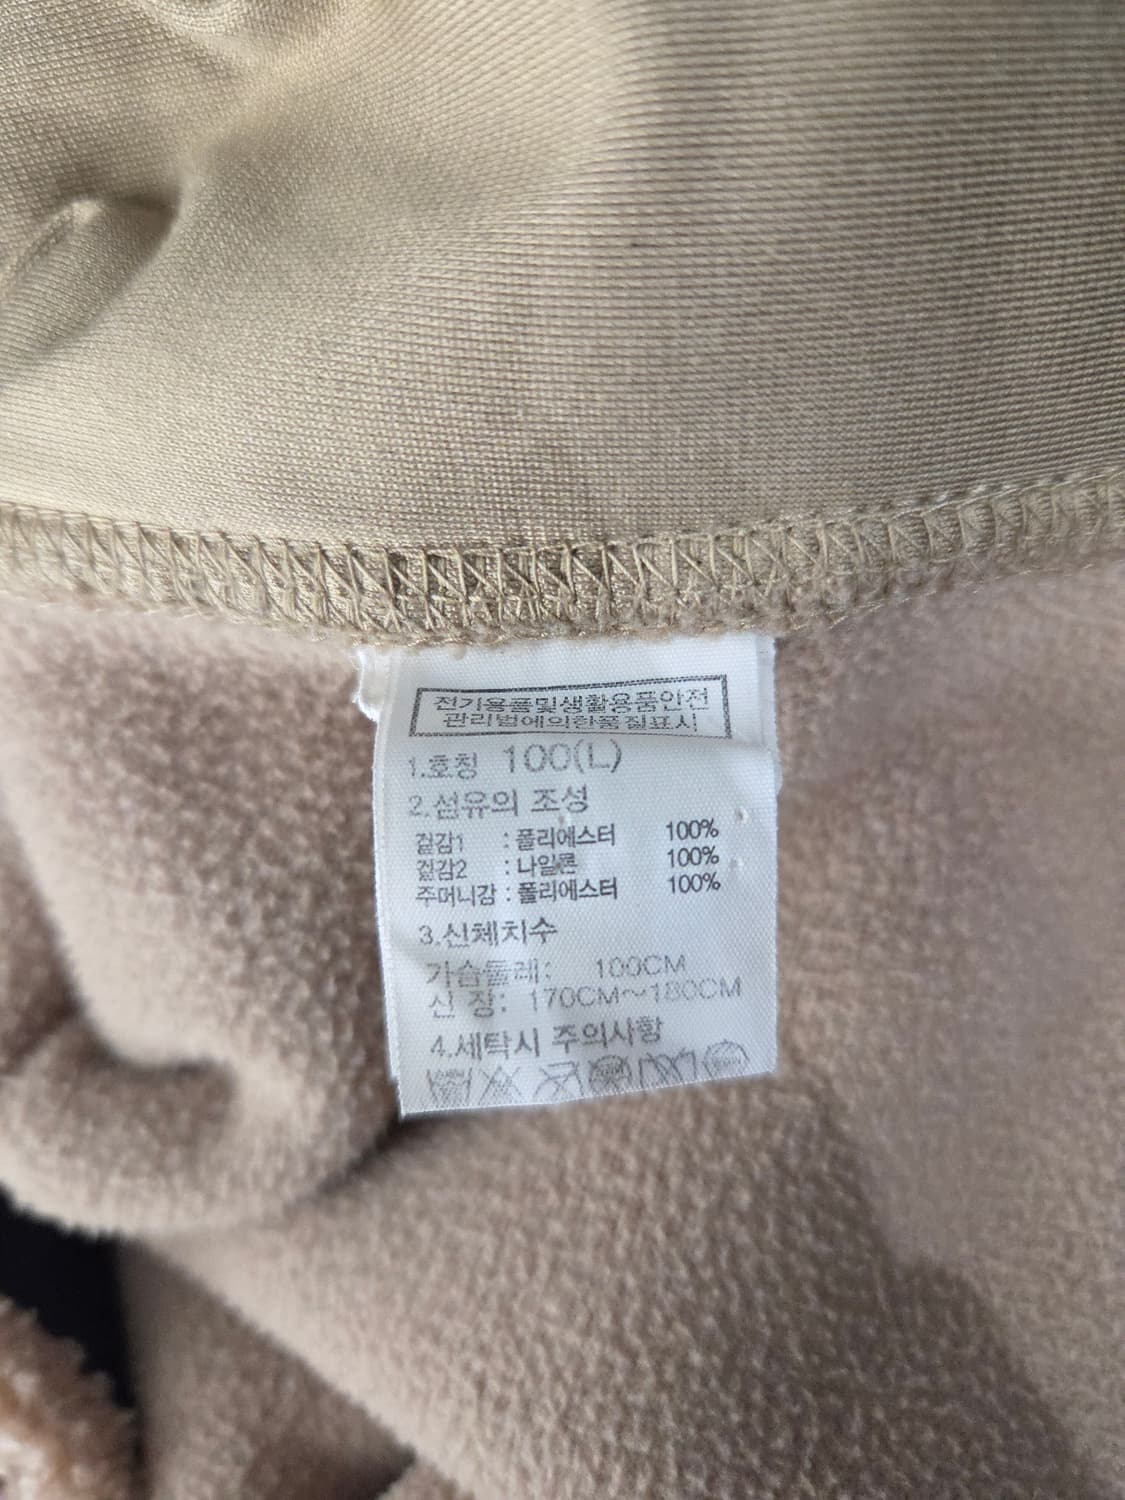 전기용품및생활용품안전
관리법에의한품질표시
1.호칭 100(L)
2.섬유의 조성
겉감1 : 폴리에스터 100%
겉감2 : 나일론 100%
주머니감 : 폴리에스터 100%
3.신체치수
가슴둘레: 100CM
신 장: 170CM~180CM
4.세탁시 주의사항